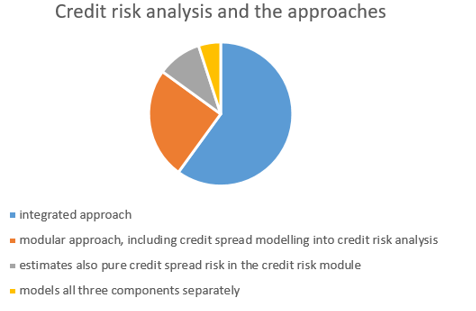 Credit risk analysis and the approaches
integrated approach
modular approach, including credit spread modelling into credit risk analysis
estimates also pure credit spread risk in the credit risk module
models all three components separately